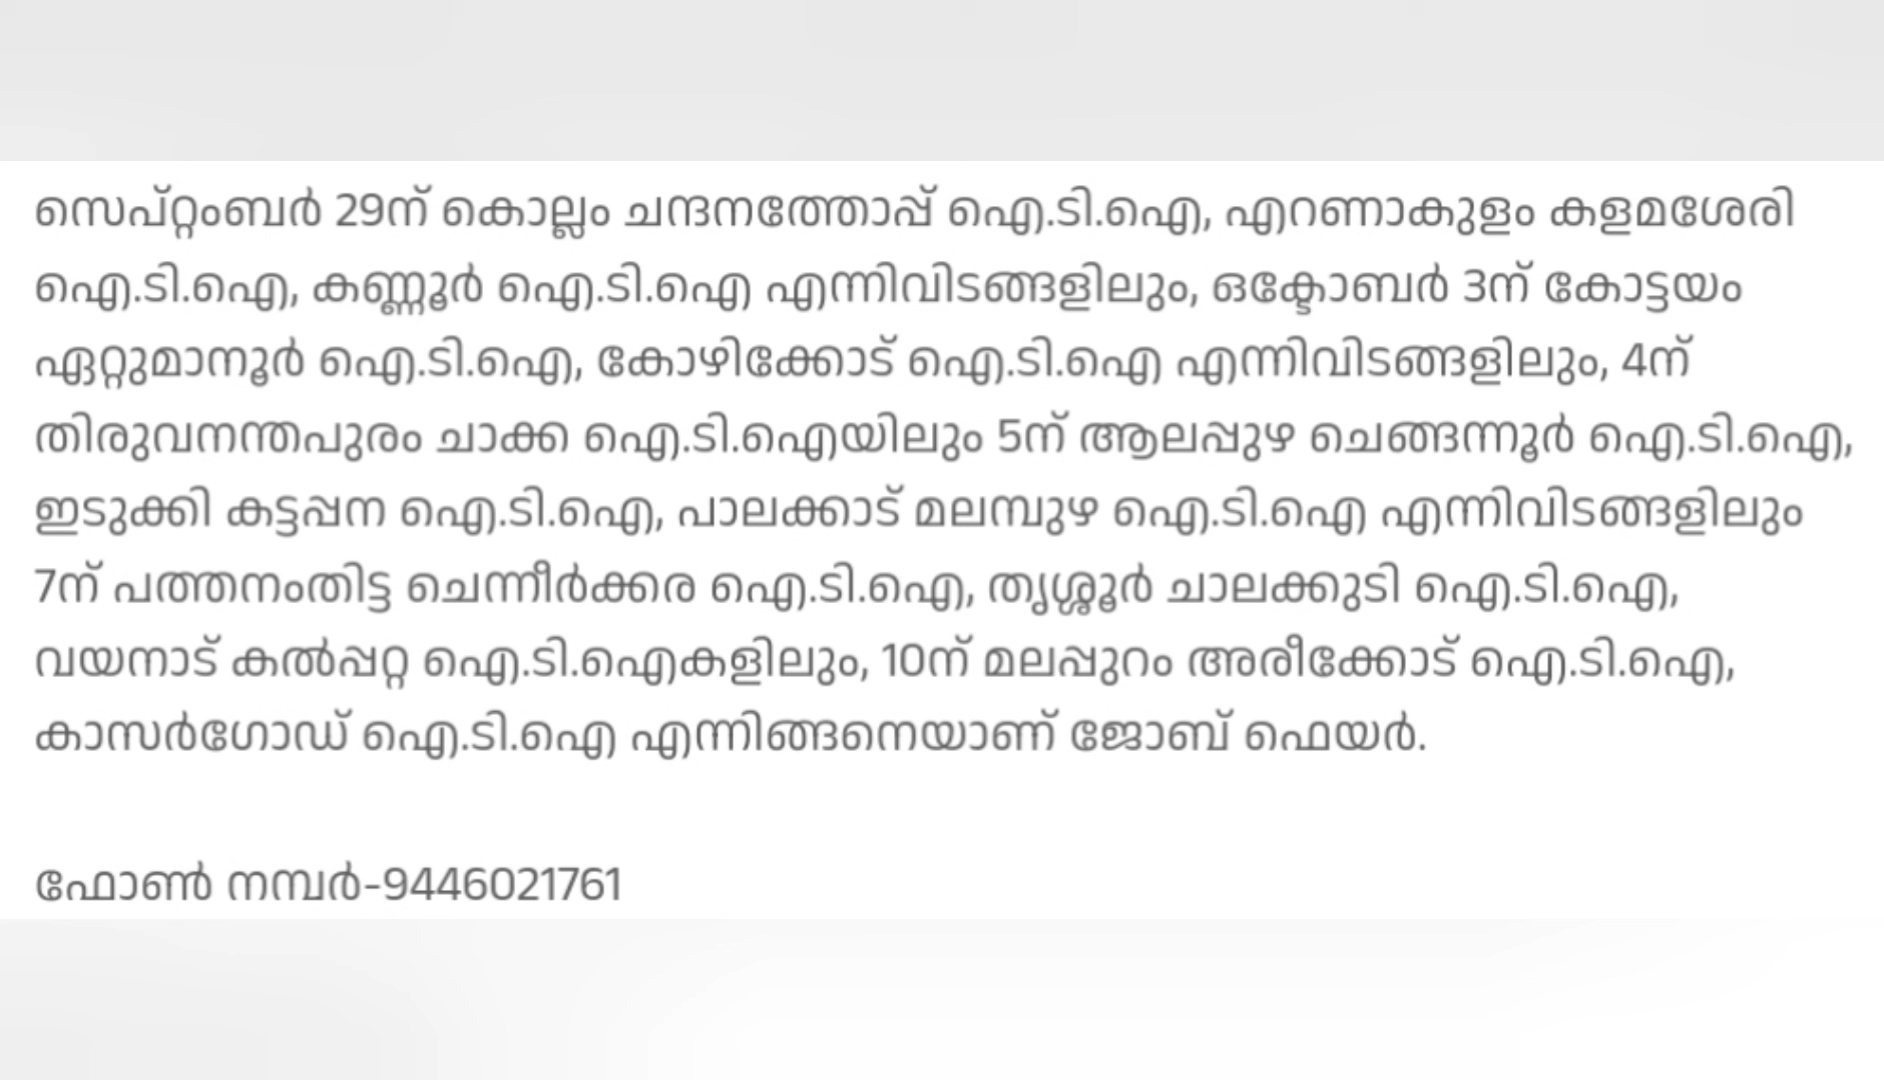 സെപ്റ്റംബർ 29ന് കൊല്ലം ചന്ദനത്തോപ്പ് ഐ.ടി.ഐ, എറണാകുളം കളമശേരി
ഐ.ടി.ഐ, കണ്ണൂർ ഐ.ടി.ഐ എന്നിവിടങ്ങളിലും, ഒക്ടോബർ 3ന് കോട്ടയം
ഏറ്റുമാനൂർ ഐ.ടി.ഐ, കോഴിക്കോട് ഐ.ടി.ഐ എന്നിവിടങ്ങളിലും, 4ന്
തിരുവനന്തപുരം ചാക്ക ഐ.ടി.ഐയിലും 5ന് ആലപ്പുഴ ചെങ്ങന്നൂർ ഐ.ടി.ഐ,
ഇടുക്കി കട്ടപ്പന ഐ.ടി.ഐ, പാലക്കാട് മലമ്പുഴ ഐ.ടി.ഐ എന്നിവിടങ്ങളിലും
7ന് പത്തനംതിട്ട ചെന്നീർക്കര ഐ.ടി.ഐ, തൃശ്ശൂർ ചാലക്കുടി ഐ.ടി.ഐ,
വയനാട് കൽപ്പറ്റ ഐ.ടി.ഐകളിലും, 10ന് മലപ്പുറം അരീക്കോട് ഐ.ടി.ഐ,
കാസർഗോഡ് ഐ.ടി.ഐ എന്നിങ്ങനെയാണ് ജോബ് ഫെയർ.
ഫോൺ നമ്പർ-9446021761